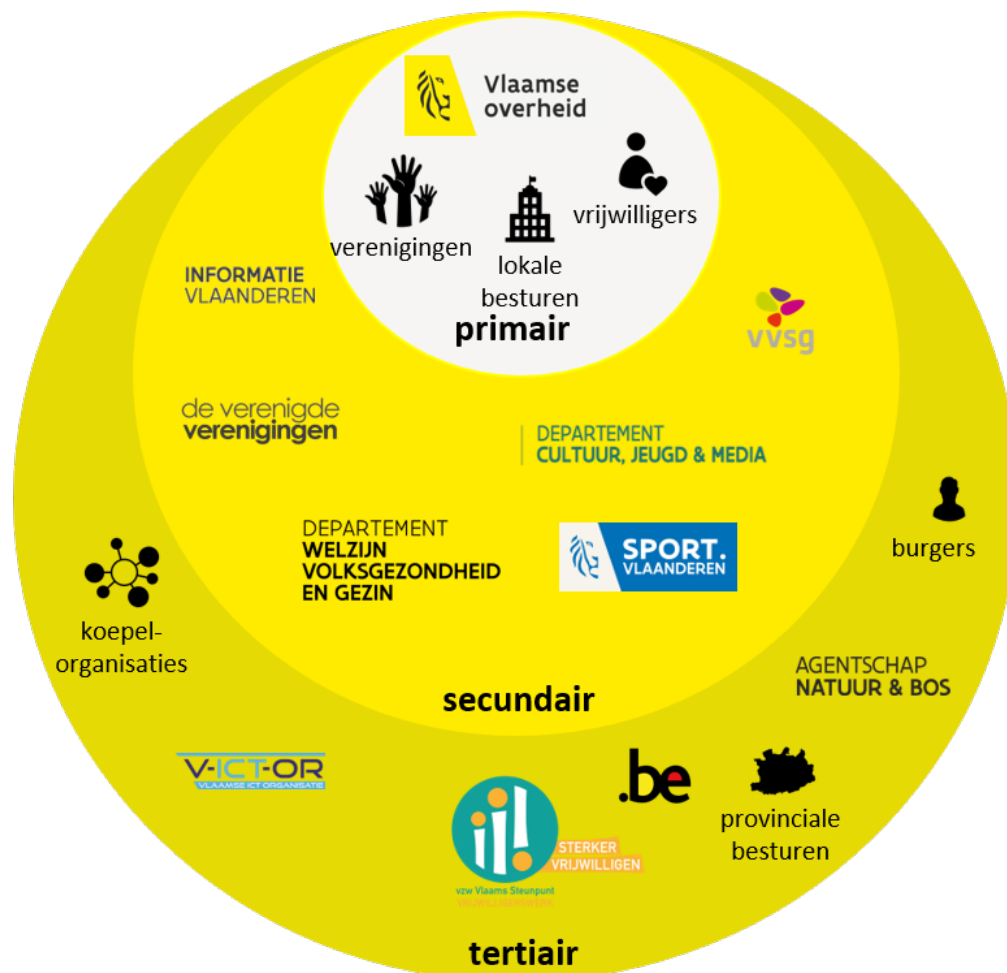 Vlaamse
overheid
vrijwilligers
verenigingen
lokale
besturen
primair
INFORMATIE
VLAANDEREN
vvsg
de verenigde
verenigingen
DEPARTEMENT
CULTUUR, JEUGD & MEDIA
DEPARTEMENT
WELZIJN
VOLKSGEZONDHEID
EN GEZIN
SPORT.
VLAANDEREN
burgers
koepel-
organisaties
AGENTSCHAP
NATUUR & BOS
secundair
V-ICT-OR
VLAAMSE ICT ORGANISATIE
.be
provinciale
besturen
STERKER
VRIJWILLIGEN
vzw Vlaams Steunpunt
VRIJWILLIGERSWERK
tertiair